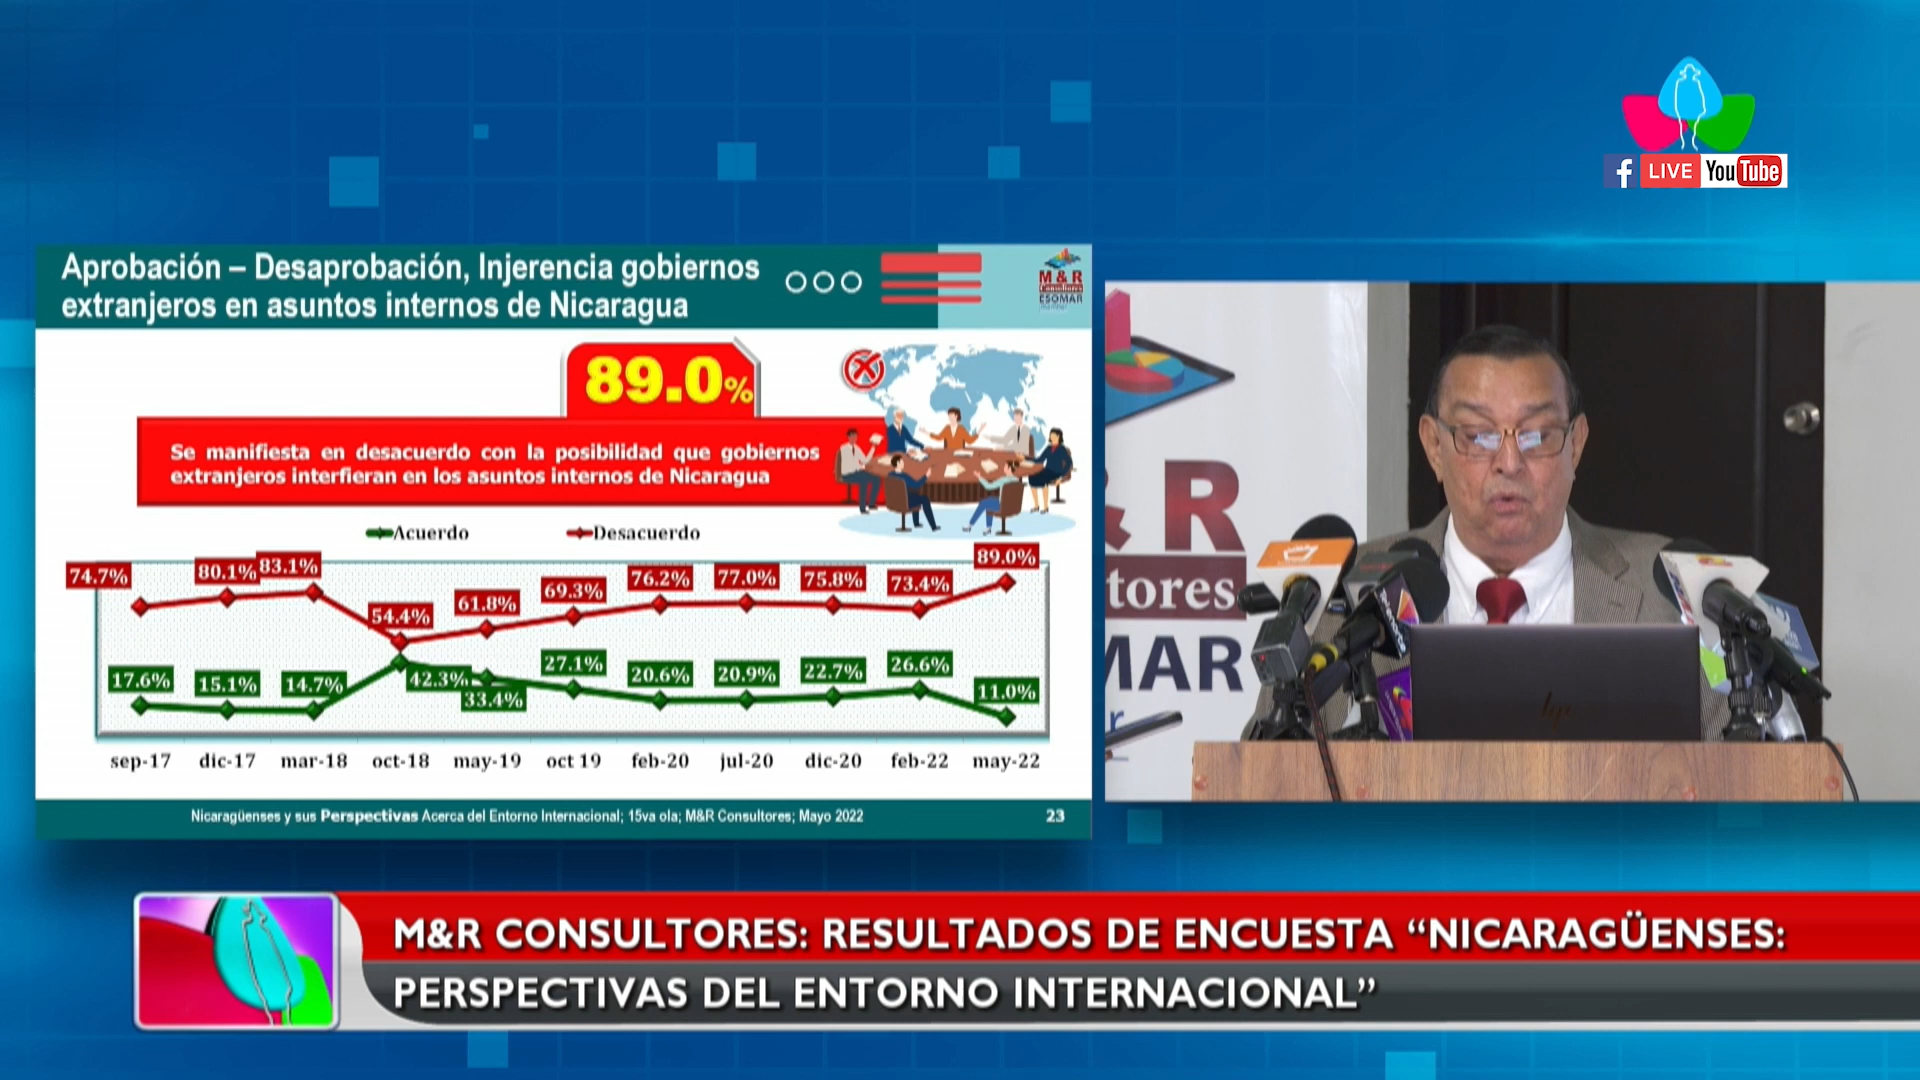 LIVE YouTube
Aprobación – Desaprobación, Injerencia gobiernos
extranjeros en asuntos internos de Nicaragua
M & R
Consultores
ESOMAR
89.0%
Se manifiesta en desacuerdo con la posibilidad que gobiernos
extranjeros interfieran en los asuntos internos de Nicaragua
Acuerdo Desacuerdo
74.7% 80.1% 83.1% 54.4% 61.8% 69.3% 76.2% 77.0% 75.8% 73.4% 89.0%
17.6% 15.1% 14.7% 42.3% 33.4% 27.1% 20.6% 20.9% 22.7% 26.6% 11.0%
sep-17 dic-17 mar-18 oct-18 may-19 oct 19 feb-20 jul-20 dic-20 feb-22 may-22
Nicaragüenses y sus Perspectivas Acerca del Entorno Internacional; 15va ola; M&R Consultores; Mayo 2022
23
& R
tores
MAR
r
hp
M&R CONSULTORES: RESULTADOS DE ENCUESTA “NICARAGÜENSES:
PERSPECTIVAS DEL ENTORNO INTERNACIONAL”